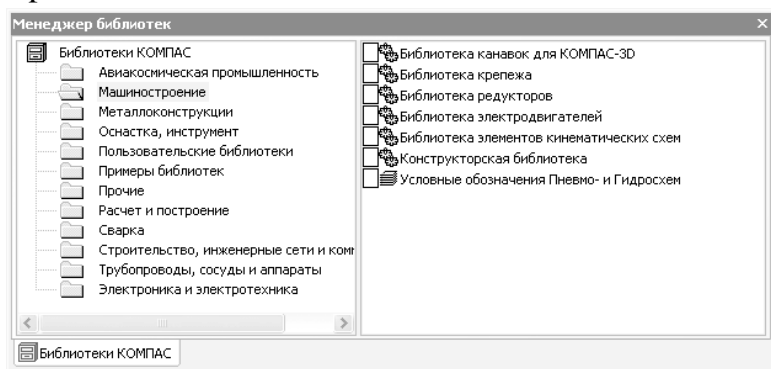 Менеджер библиотек
Библиотеки КОМПАС
Авиакосмическая промышленность
Машиностроение
Металлоконструкции
Оснастка, инструмент
Пользовательские библиотеки
Примеры библиотек
Прочие
Расчет и построение
Сварка
Строительство, инженерные сети и
Трубопроводы, сосуды и аппараты
Электроника и электротехника
Библиотека канавок для КОМПАС-3D
Библиотека крепежа
Библиотека редукторов
Библиотека электродвигателей
Библиотека элементов кинематических схем
Конструкторская библиотека
Условные обозначения Пневмо- и Гидросхем
Библиотеки КОМПАС